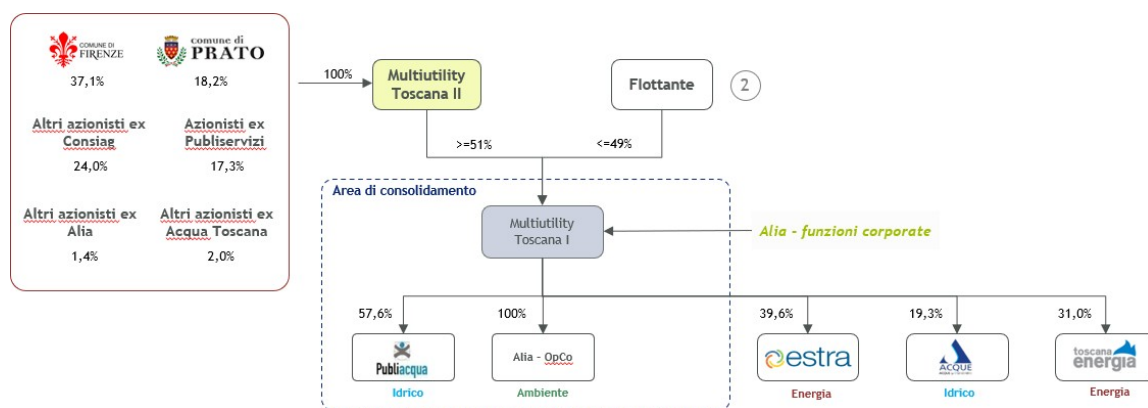 COMUNE DI
FIRENZE
37,1%
comune di
PRATO
18,2%
Altri azionisti ex
Consiag
24,0%
Azionisti ex
Publiservizi
17,3%
Altri azionisti ex
Alia
1,4%
Altri azionisti ex
Acqua Toscana
2,0%
100%
Multiutility
Toscana II
Flottante
2
>=51%
<=49%
Area di consolidamento
Multiutility
Toscana I
Alia - funzioni corporate
57,6%
100%
39,6%
19,3%
31,0%
Publiacqua
Idrico
Alia - OpCo
Ambiente
estra
Energia
ACQUE
Idrico
toscana
energia
Energia